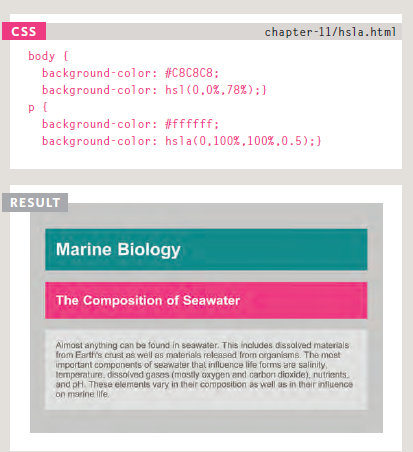 CSS
chapter-11/hsla.html
body {
background-color: #C8C8C8;
background-color: hsl(0,0%,78%);}
p {
background-color: #ffffff;
background-color: hsla(0,100%,100%,0.5);}
RESULT
Marine Biology
The Composition of Seawater
Almost anything can be found in seawater. This includes dissolved materials
from Earth's crust as well as materials released from organisms. The most
important components of seawater that influence life forms are salinity,
temperature, dissolved gases (mostly oxygen and carbon dioxide), nutrients,
and pH. These elements vary in their composition as well as in their influence
on marine life.